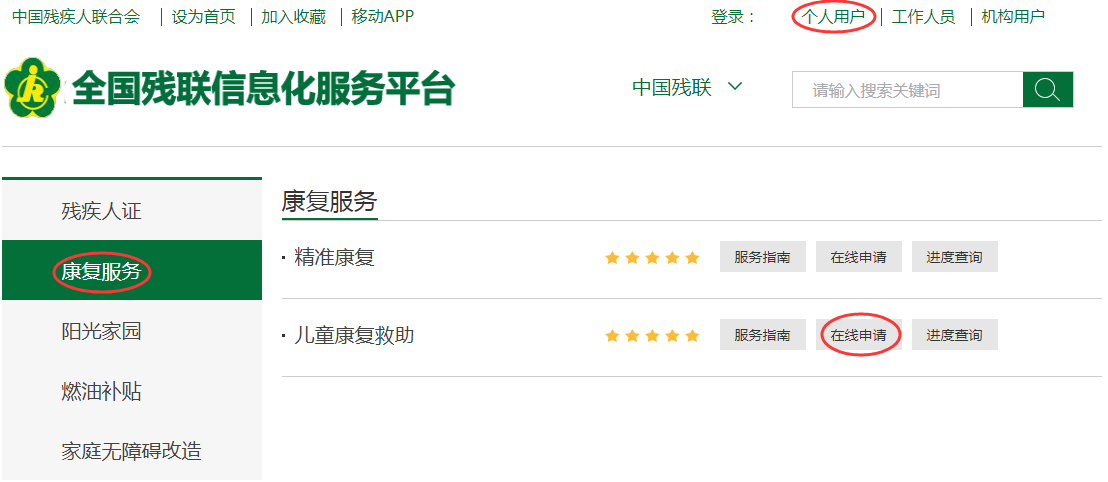 中国残疾人联合会 | 设为首页 | 加入收藏 | 移动APP 登录： 个人用户 | 工作人员 | 机构用户
全国残联信息化服务平台 中国残联 请输入搜索关键词
残疾人证
康复服务
阳光家园
燃油补贴
家庭无障碍改造
康复服务
· 精准康复 ★★★★★ 服务指南 在线申请 进度查询
· 儿童康复救助 ★★★★★ 服务指南 在线申请 进度查询